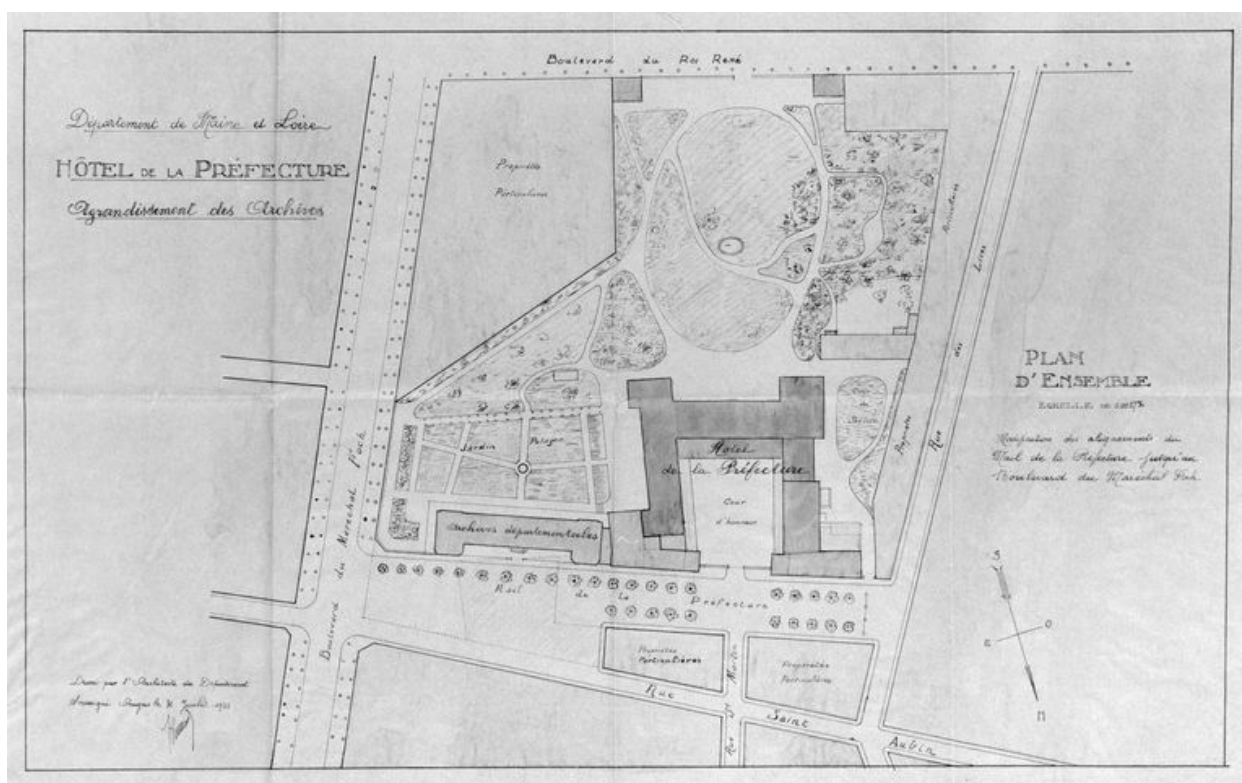 Boulevard du Roi René
Département de Maine et Loire
HÔTEL DE LA PRÉFECTURE
Agrandissement des Archives
Propriété
Particulière
Boulevard du Maréchal Foch
Jardin Potager
Archives départementales
Hôtel
de la Préfecture
Cour
d'honneur
Propriété
Rue des Lices
PLAN
D'ENSEMBLE
Modification des alignements du
Mail de la Préfecture jusqu'au
Boulevard du Maréchal Foch
S
E
O
N
Mail de la Préfecture
Propriétés
Particulières
Propriétés
Particulières
Rue St Martin
Rue Saint Aubin
Dressé par l'Architecte du Département